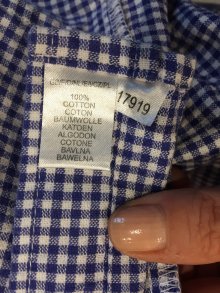 100%
COTTON
COTON
BAUMWOLLE
KATOEN
ALGODON
COTONE
BAVLNA
BAWELNA
17919